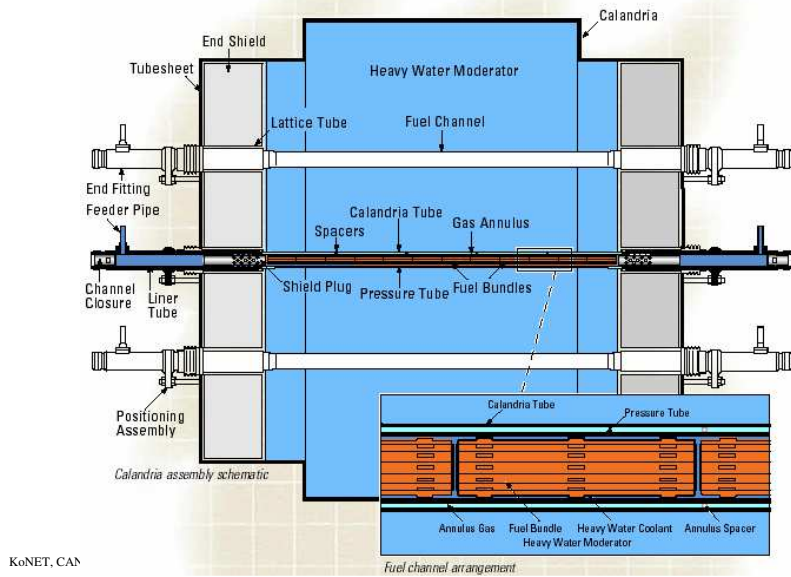 Calandria
End Shield
Tubesheet
Heavy Water Moderator
Lattice Tube
Fuel Channel
End Fitting
Feeder Pipe
Calandria Tube
Gas Annulus
Spacers
Channel
Closure
Liner
Tube
Shield Plug
Pressure Tube
Fuel Bundles
Positioning
Assembly
Calandria assembly schematic
Calandria Tube
Pressure Tube
Annulus Gas
Fuel Bundle
Heavy Water Coolant
Annulus Spacer
Heavy Water Moderator
Fuel channel arrangement
KoNET, CAN